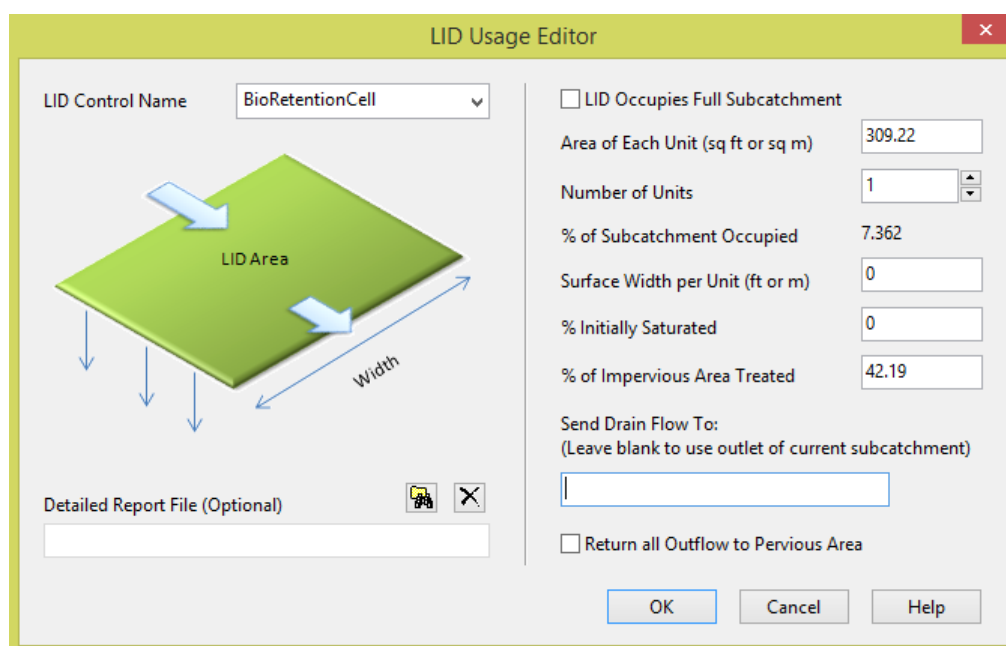 LID Usage Editor
LID Control Name
BioRetentionCell
LID Area
Width
Detailed Report File (Optional)
LID Occupies Full Subcatchment
Area of Each Unit (sq ft or sq m)
309.22
Number of Units
1
% of Subcatchment Occupied
7.362
Surface Width per Unit (ft or m)
0
% Initially Saturated
0
% of Impervious Area Treated
42.19
Send Drain Flow To:
(Leave blank to use outlet of current subcatchment)
Return all Outflow to Pervious Area
OK
Cancel
Help